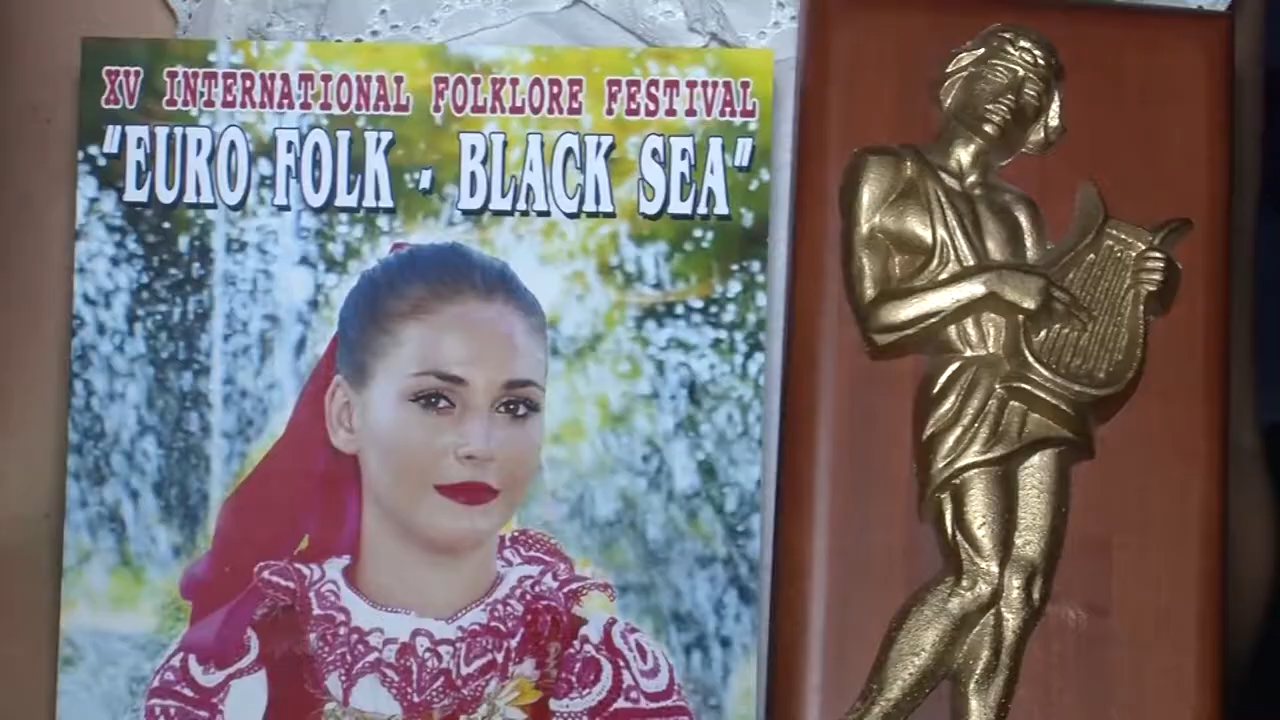 XV INTERNATIONAL FOLKLORE FESTIVAL
"EURO FOLK - BLACK SEA"